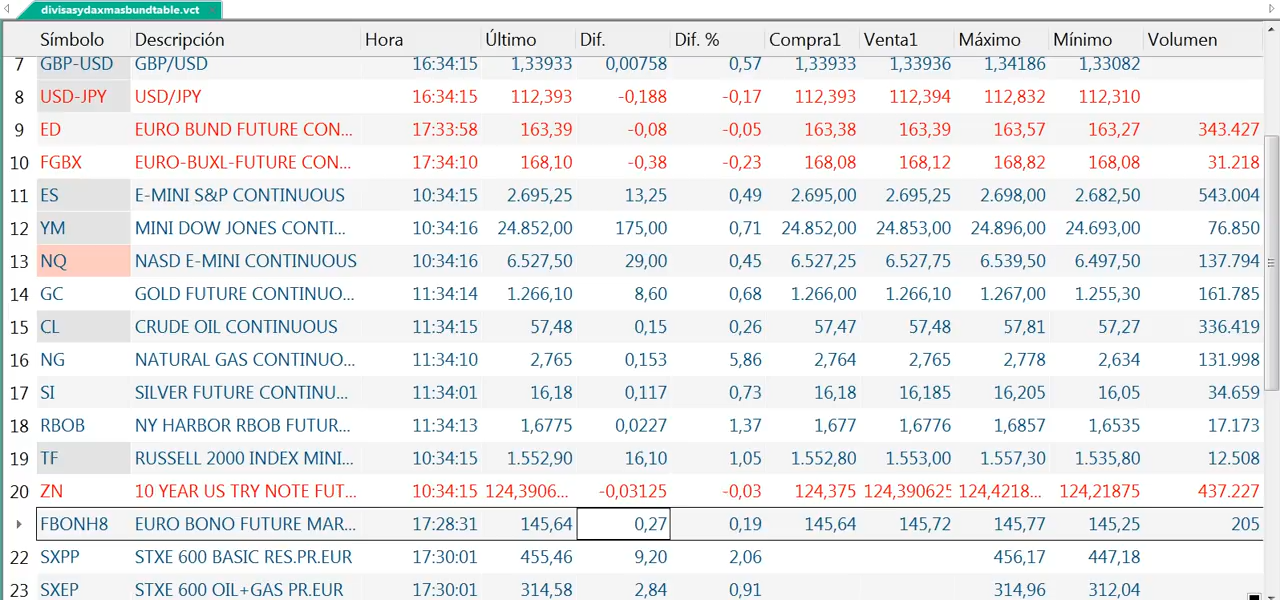 divisasydaxmasbundtable.vct
Símbolo Descripción Hora Último Dif. Dif. % Compra1 Venta1 Máximo Mínimo Volumen
7 GBP-USD GBP/USD 16:34:15 1,33933 0,00758 0,57 1,33933 1,33936 1,34186 1,33082
8 USD-JPY USD/JPY 16:34:15 112,393 -0,188 -0,17 112,393 112,394 112,832 112,310
9 ED EURO BUND FUTURE CON... 17:33:58 163,39 -0,08 -0,05 163,38 163,39 163,57 163,27 343.427
10 FGBX EURO-BUXL-FUTURE CON... 17:34:10 168,10 -0,38 -0,23 168,08 168,12 168,82 168,08 31.218
11 ES E-MINI S&P CONTINUOUS 10:34:15 2.695,25 13,25 0,49 2.695,00 2.695,25 2.698,00 2.682,50 543.004
12 YM MINI DOW JONES CONTI... 10:34:16 24.852,00 175,00 0,71 24.852,00 24.853,00 24.896,00 24.693,00 76.850
13 NQ NASD E-MINI CONTINUOUS 10:34:16 6.527,50 29,00 0,45 6.527,25 6.527,75 6.539,50 6.497,50 137.794
14 GC GOLD FUTURE CONTINUO... 11:34:14 1.266,10 8,60 0,68 1.266,00 1.266,10 1.267,00 1.255,30 161.785
15 CL CRUDE OIL CONTINUOUS 11:34:15 57,48 0,15 0,26 57,47 57,48 57,81 57,27 336.419
16 NG NATURAL GAS CONTINUO... 11:34:10 2,765 0,153 5,86 2,764 2,765 2,778 2,634 131.998
17 SI SILVER FUTURE CONTINU... 11:34:01 16,18 0,117 0,73 16,18 16,185 16,205 16,05 34.659
18 RBOB NY HARBOR RBOB FUTUR... 11:34:13 1,6775 0,0227 1,37 1,677 1,6776 1,6857 1,6535 17.173
19 TF RUSSELL 2000 INDEX MINI... 10:34:15 1.552,90 16,10 1,05 1.552,80 1.553,00 1.557,30 1.535,80 12.508
20 ZN 10 YEAR US TRY NOTE FUT... 10:34:15 124,3906... -0,03125 -0,03 124,375 124,390625 124,4218... 124,21875 437.227
FBONH8 EURO BONO FUTURE MAR... 17:28:31 145,64 0,27 0,19 145,64 145,72 145,77 145,25 205
22 SXPP STXE 600 BASIC RES.PR.EUR 17:30:01 455,46 9,20 2,06 456,17 447,18
23 SXEP STXE 600 OIL+GAS PR.EUR 17:30:01 314,58 2,84 0,91 314,96 312,04